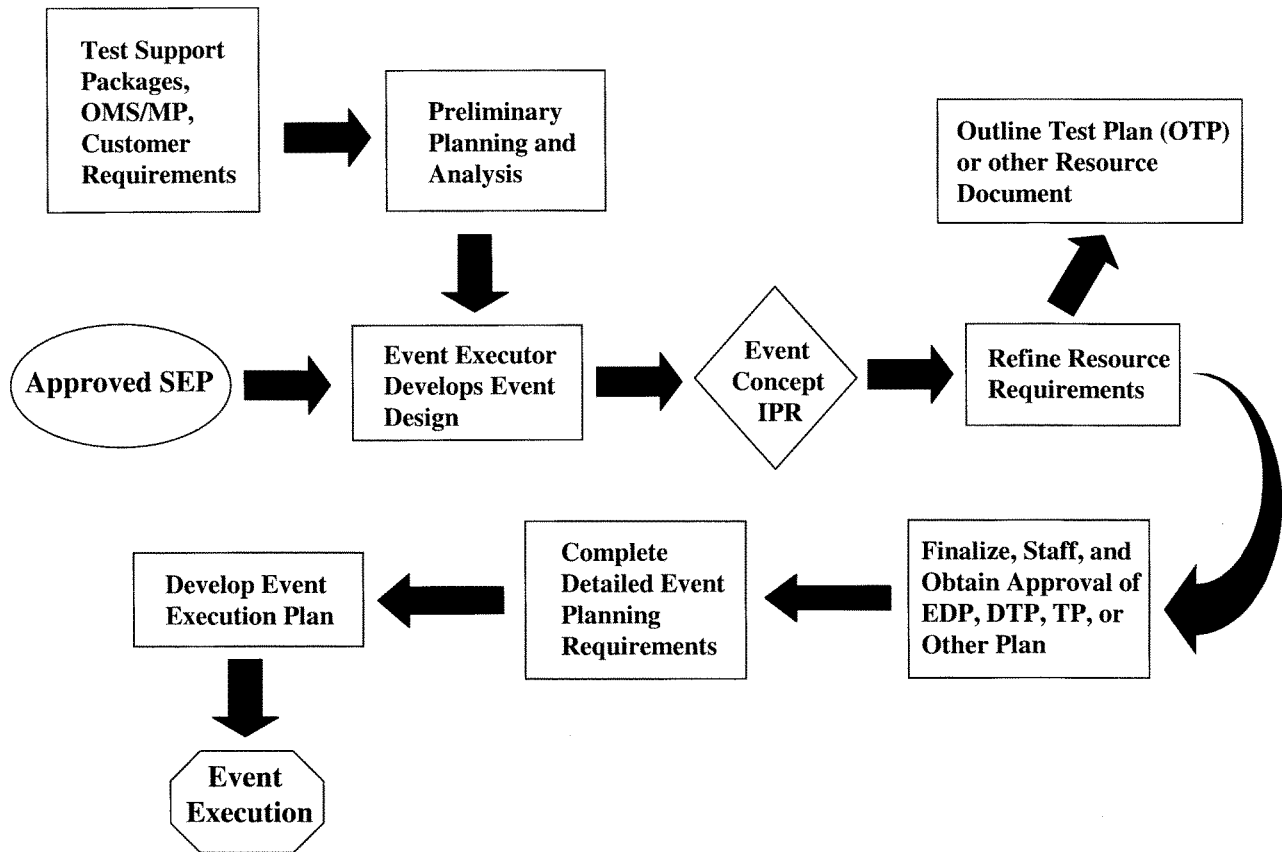 Test Support
Packages,
OMS/MP,
Customer
Requirements
Preliminary
Planning and
Analysis
Outline Test Plan (OTP)
or other Resource
Document
Approved SEP
Event Executor
Develops Event
Design
Event
Concept
IPR
Refine Resource
Requirements
Finalize, Staff, and
Obtain Approval of
EDP, DTP, TP, or
Other Plan
Complete
Detailed Event
Planning
Requirements
Develop Event
Execution Plan
Event
Execution